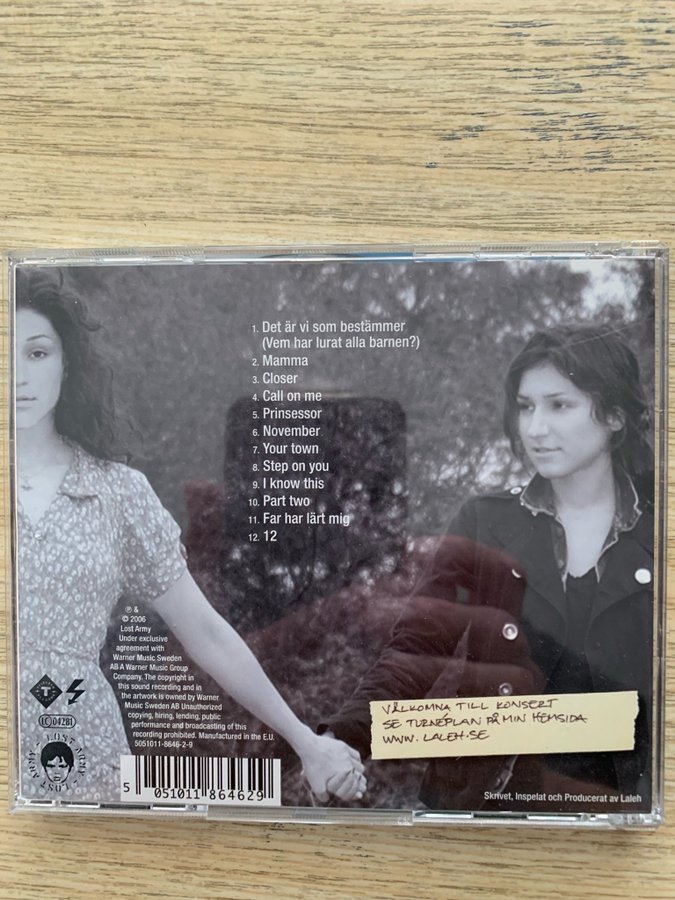 1. Det är vi som bestämmer
(Vem har lurat alla barnen?)
2. Mamma
3. Closer
4. Call on me
5. Prinsessor
6. November
7. Your town
8. Step on you
9. I know this
10. Part two
11. Far har lärt mig
12. 12
℗ &
© 2006
Lost Army
Under exclusive
agreement with
Warner Music Sweden
AB A Warner Music Group
Company. The copyright in
this sound recording and in
the artwork is owned by Warner
Music Sweden AB Unauthorized
copying, hiring, lending, public
performance and broadcasting of this
recording prohibited. Manufactured in the E.U.
5051011-8646-2-9
T
LC 04281
LOST ARMY LOST ARMY
5 051011 864629
VÄLKOMNA TILL KONSERT
SE TURNÉPLAN PÅ MIN HEMSIDA
WWW. LALEH.SE
Skrivet, Inspelat och Producerat av Laleh